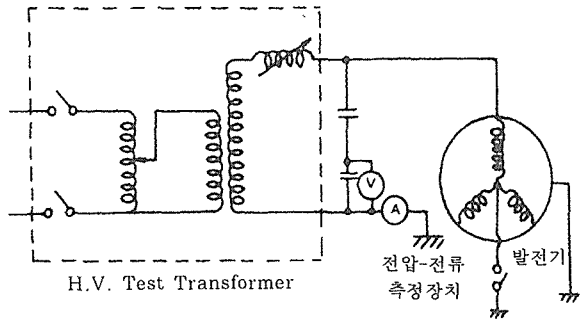 V
A
전압-전류
측정장치
발전기
H.V. Test Transformer